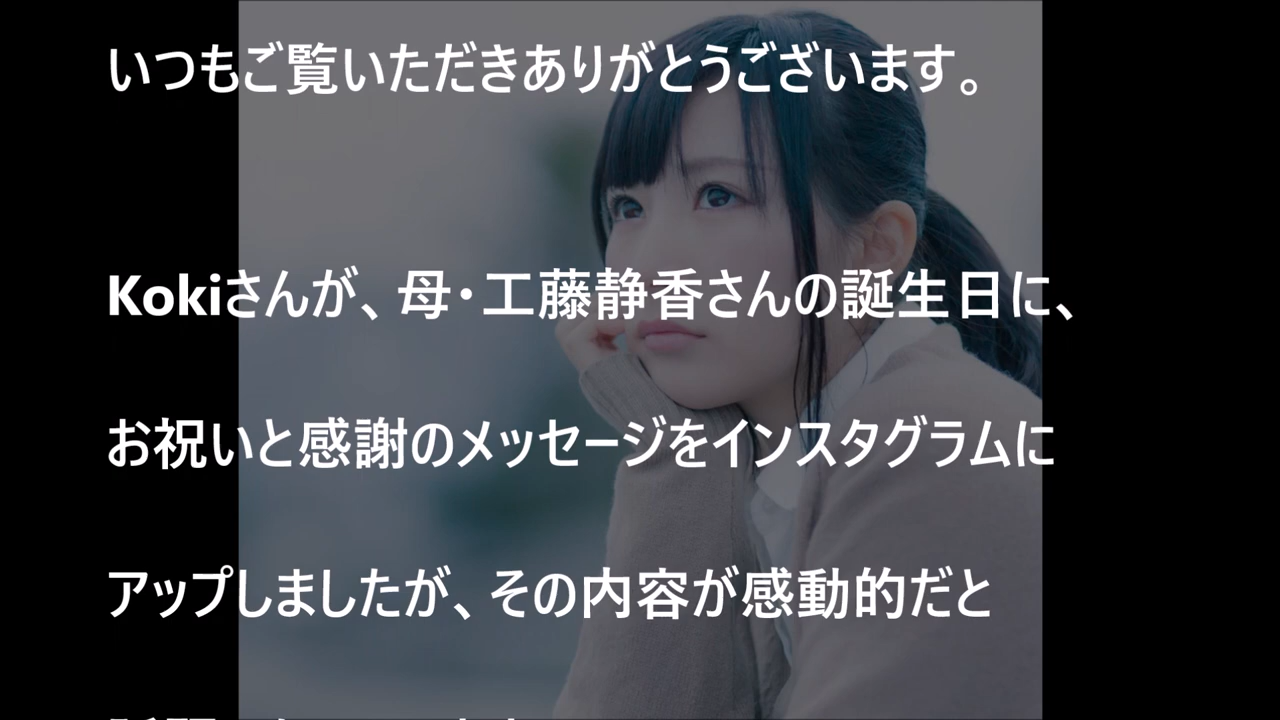 いつもご覧いただきありがとうございます。
Kokiさんが、母・工藤静香さんの誕生日に、
お祝いと感謝のメッセージをインスタグラムに
アップしましたが、その内容が感動的だと